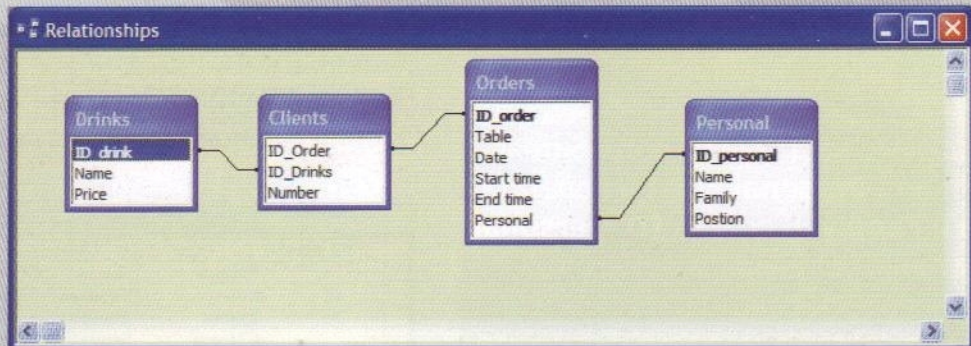 Relationships
Drinks
ID_drink
Name
Price
Clients
ID_Order
ID_Drinks
Number
Orders
ID_order
Table
Date
Start time
End time
Personal
Personal
ID_personal
Name
Family
Postion